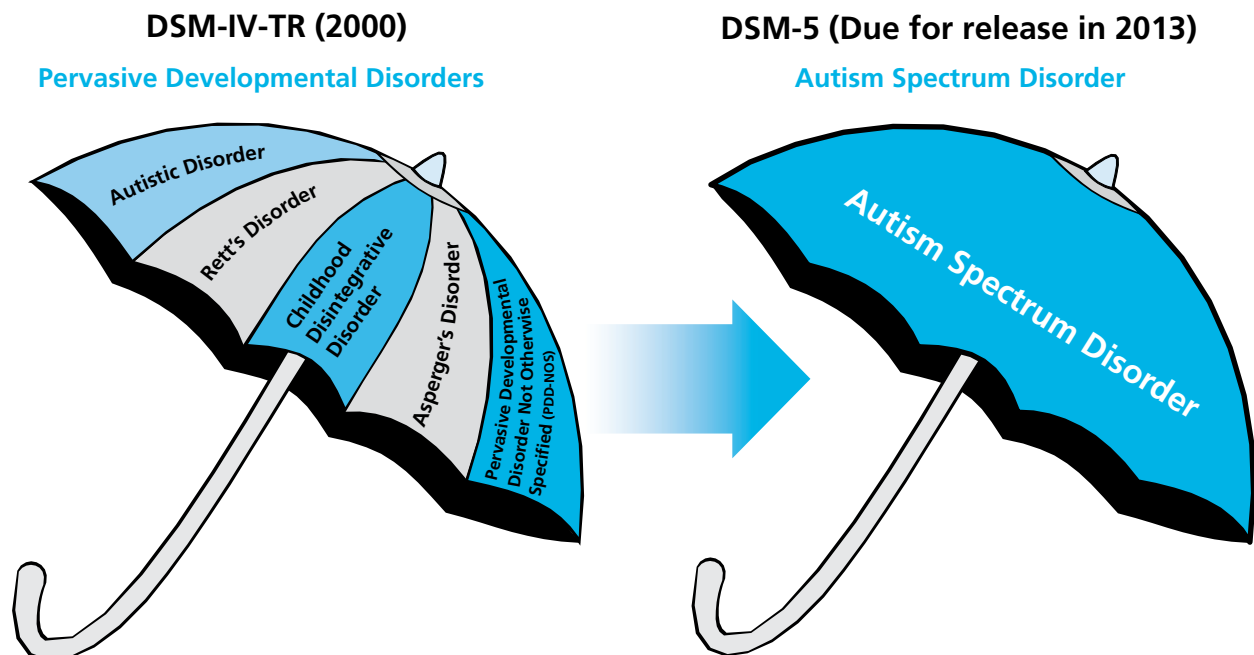 DSM-IV-TR (2000)
Pervasive Developmental Disorders
Autistic Disorder
Rett's Disorder
Childhood
Disintegrative
Disorder
Asperger's Disorder
Pervasive Developmental
Disorder Not Otherwise
Specified (PDD-NOS)
DSM-5 (Due for release in 2013)
Autism Spectrum Disorder
Autism Spectrum Disorder